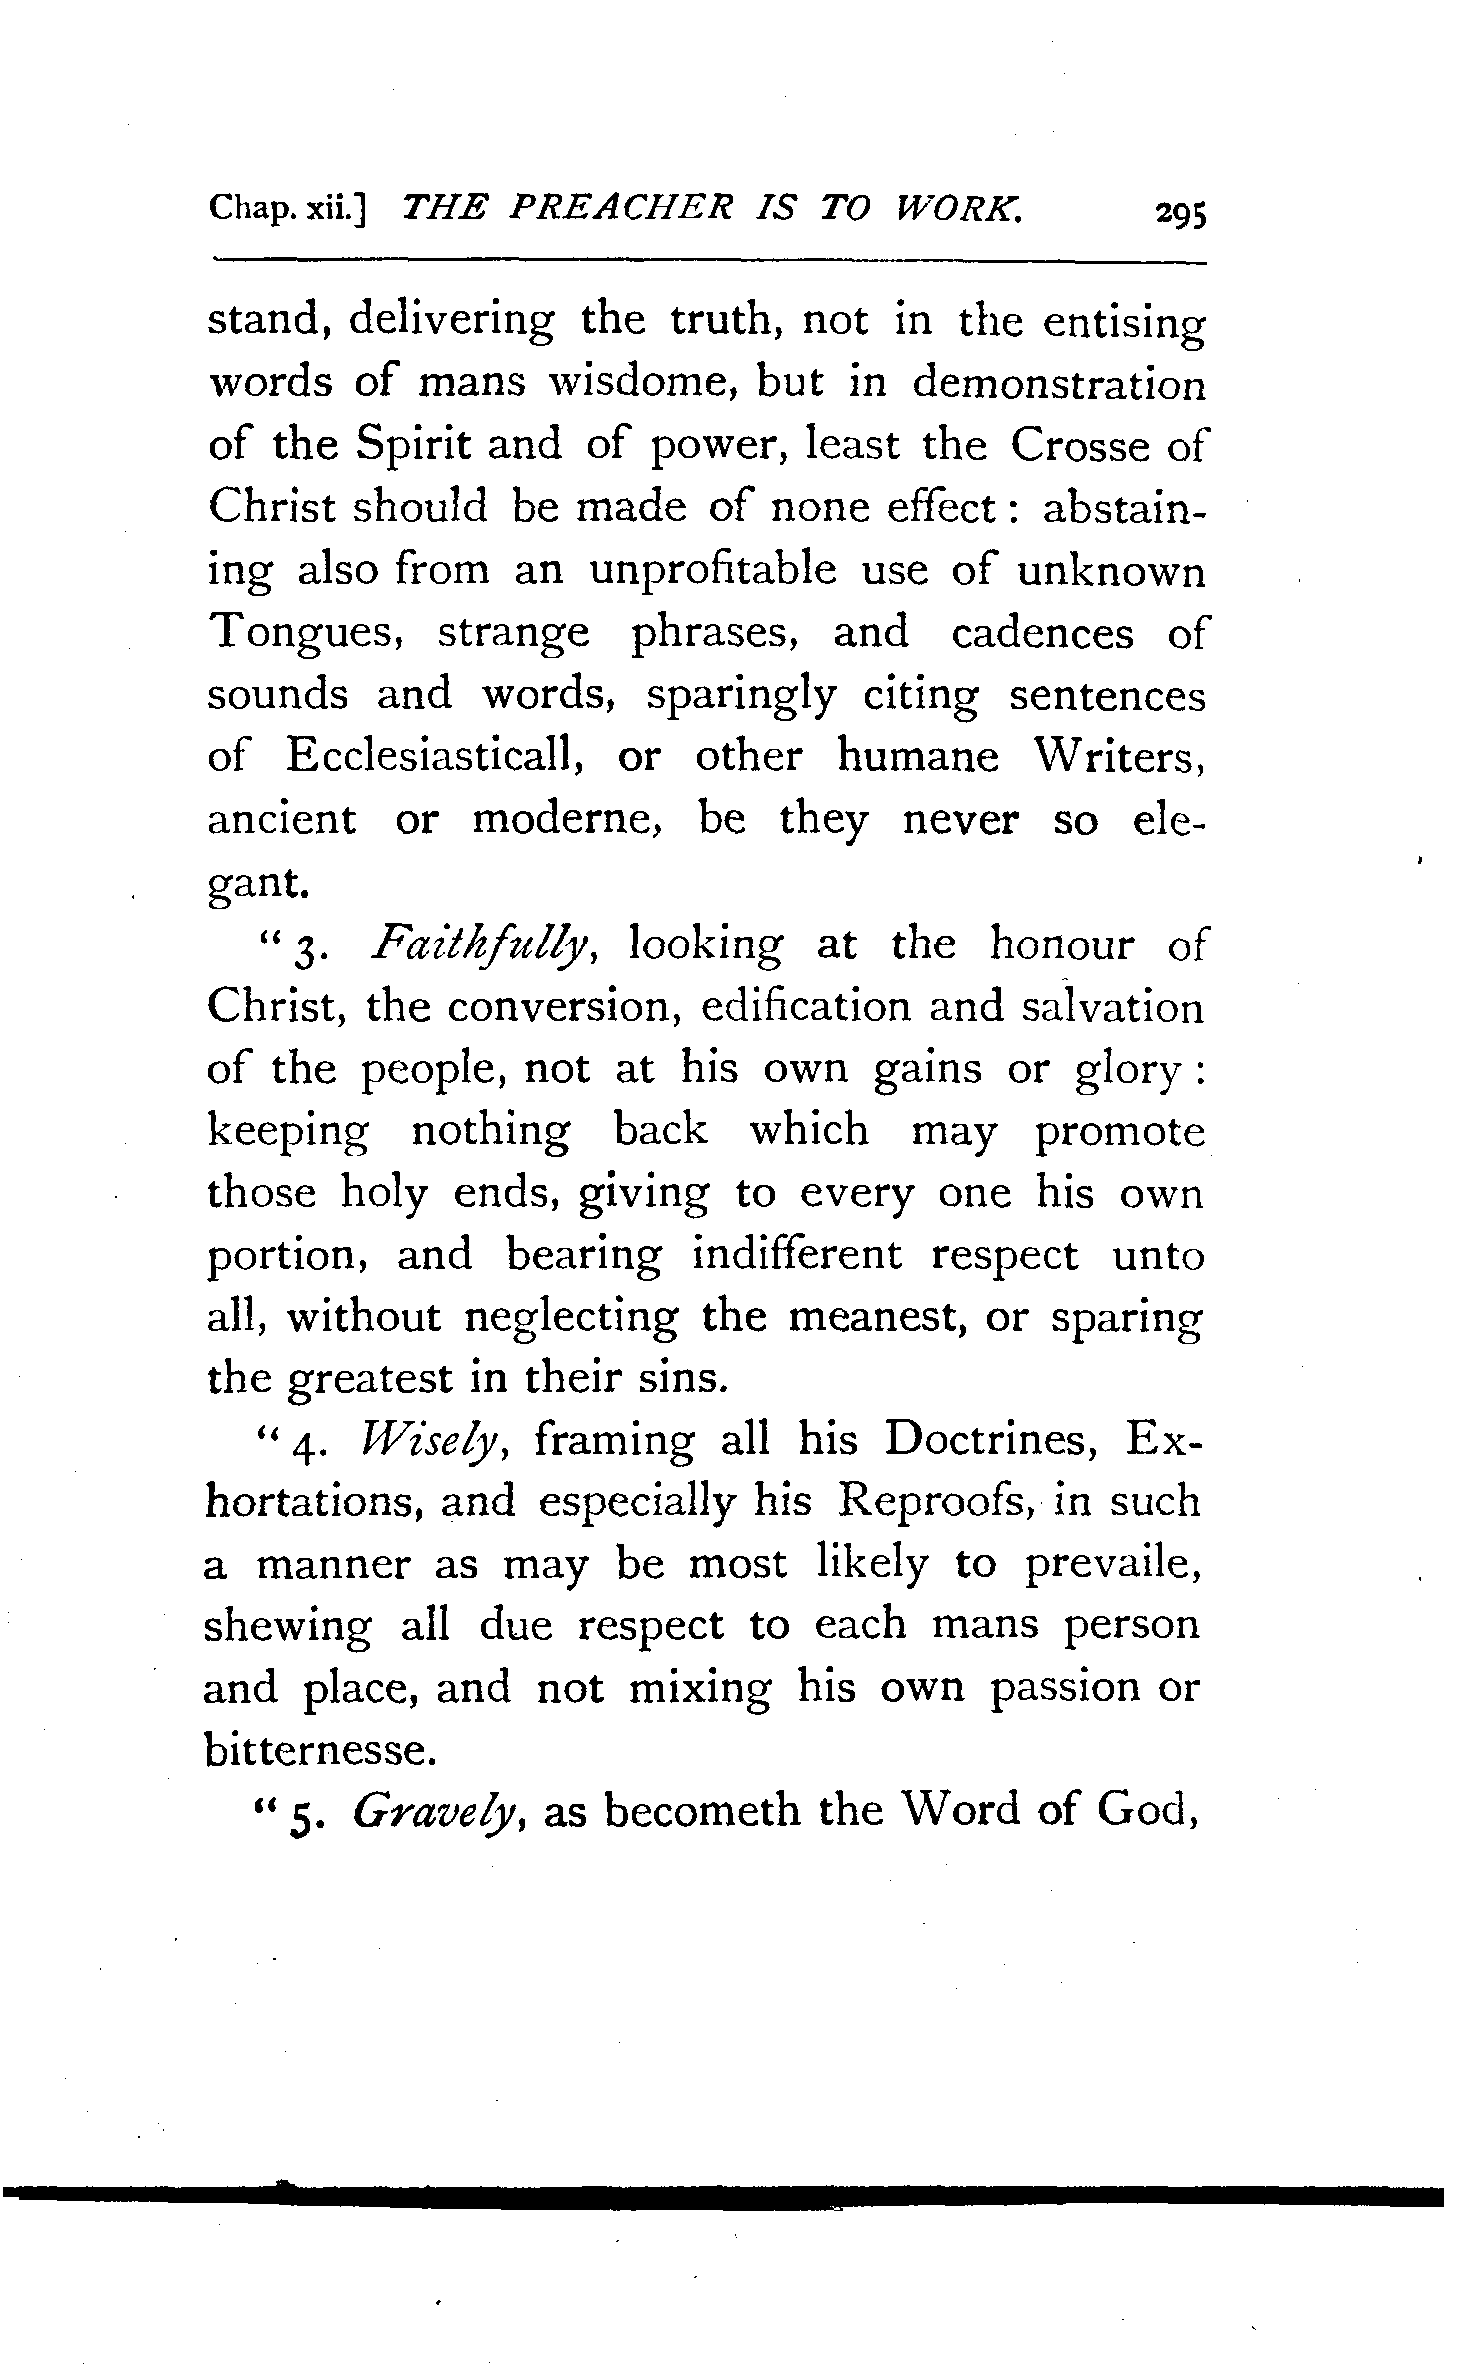 Chap. xii.] THE PREACHER IS TO WORK. 295
stand, delivering the truth, not in the entising
words of mans wisdome, but in demonstration
of the Spirit and of power, least the Crosse of
Christ should be made of none effect : abstain-
ing also from an unprofitable use of unknown
Tongues, strange phrases, and cadences of
sounds and words, sparingly citing sentences
of Ecclesiasticall, or other humane Writers,
ancient or moderne, be they never so ele-
gant.
“ 3. Faithfully, looking at the honour of
Christ, the conversion, edification and salvation
of the people, not at his own gains or glory :
keeping nothing back which may promote
those holy ends, giving to every one his own
portion, and bearing indifferent respect unto
all, without neglecting the meanest, or sparing
the greatest in their sins.
“ 4. Wisely, framing all his Doctrines, Ex-
hortations, and especially his Reproofs, in such
a manner as may be most likely to prevaile,
shewing all due respect to each mans person
and place, and not mixing his own passion or
bitternesse.
“ 5. Gravely, as becometh the Word of God,